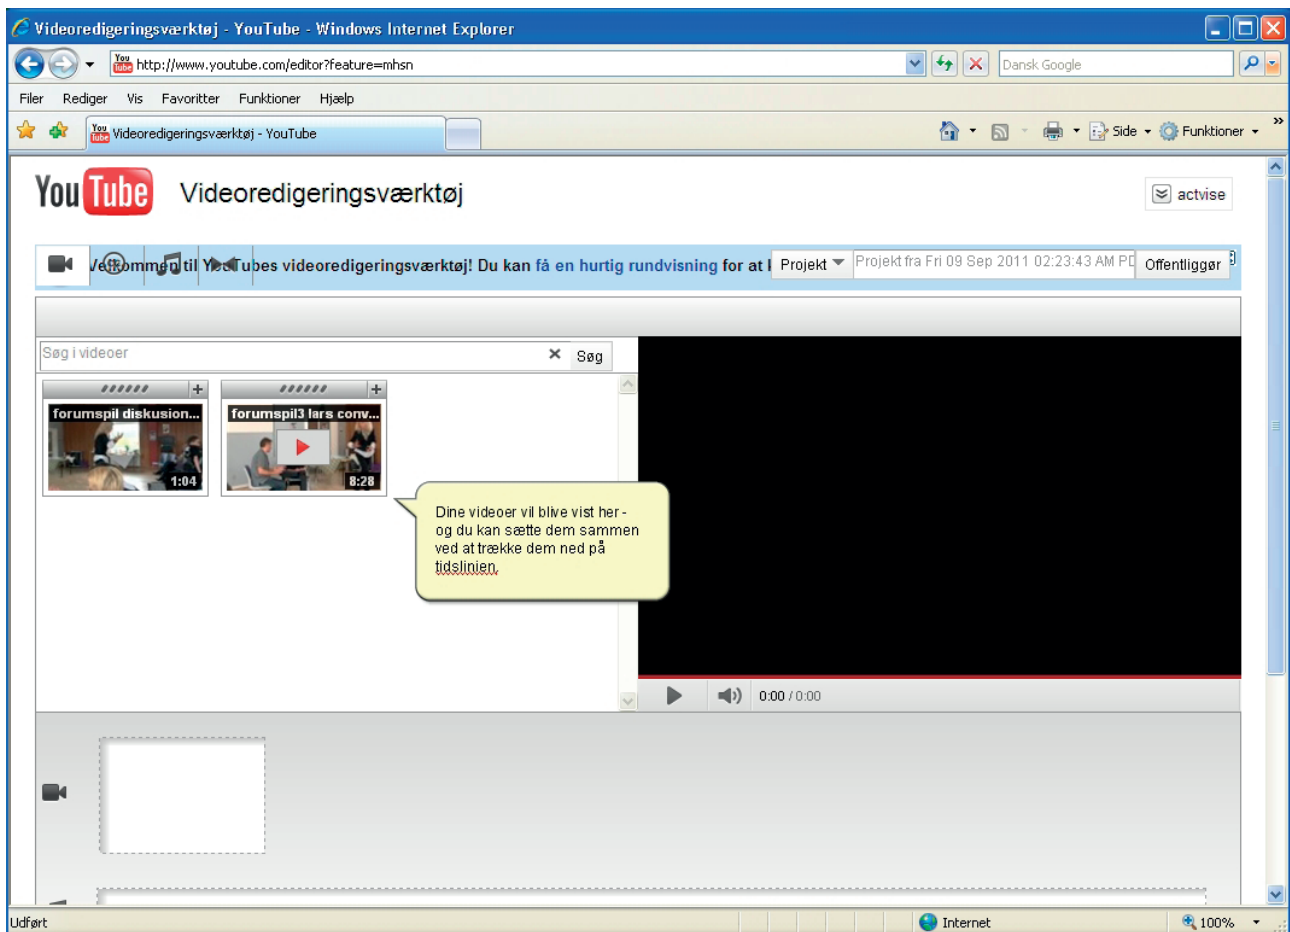 Videoredigeringsværktøj - YouTube - Windows Internet Explorer
http://www.youtube.com/editor?feature=mhsn
Dansk Google
Filer Rediger Vis Favoritter Funktioner Hjælp
Videoredigeringsværktøj - YouTube
Side Funktioner
YouTube Videoredigeringsværktøj
actvise
til YouTubes videoredigeringsværktøj! Du kan få en hurtig rundvisning for at
Projekt Projekt fra Fri 09 Sep 2011 02:23:43 AM Offentliggør
Søg i videoer
Søg
forumspil diskusion... forumspil3 lars conv...
1:04 8:28
Dine videoer vil blive vist her -
og du kan sætte dem sammen
ved at trække dem ned på
tidslinien.
0:00 / 0:00
Udført Internet 100%